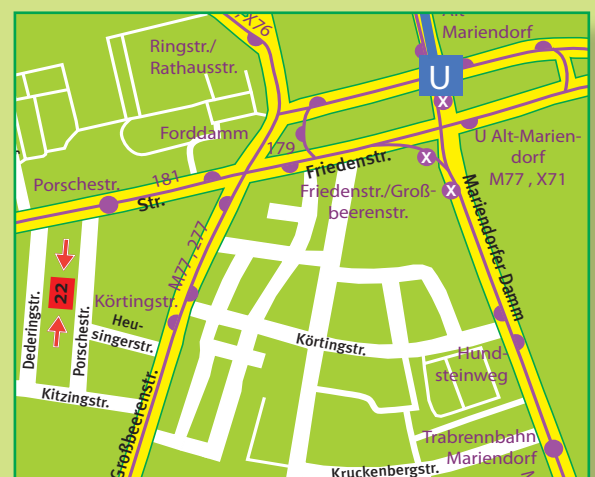 , X76
Alt-
Mariendorf
Ringstr./
Rathausstr.
U
X
Forddamm
179
Friedenstr.
X
U Alt-Marien-
dorf
M77 , X71
Porschestr.
181
Str.
Friedenstr./Groß-
beerenstr.
X
Mariendorfer Damm
M77 , 277
22
Dederingstr.
Porschestr.
Körtingstr.
Heu-
singerstr.
Körtingstr.
Hund-
steinweg
Kitzingstr.
Großbeerenstr.
Trabrennbahn
Mariendorf
Kruckenbergstr.